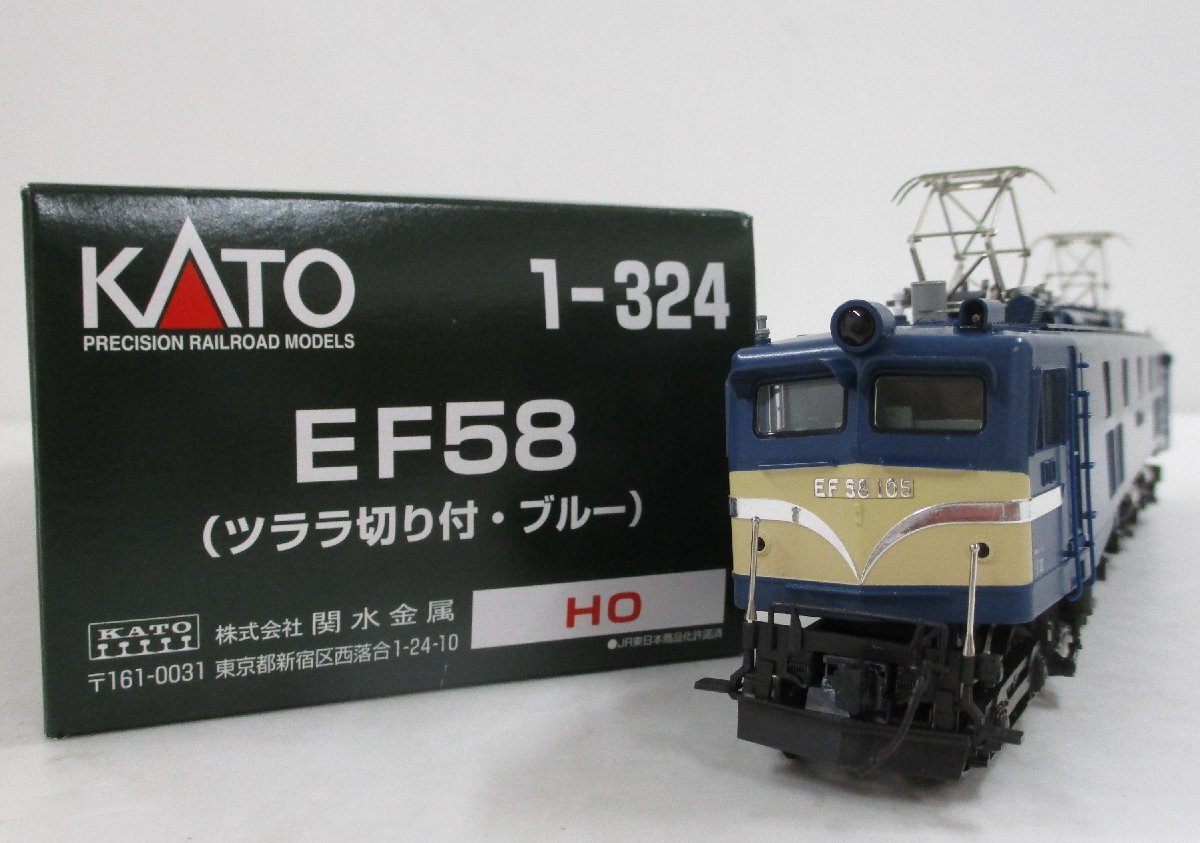 KATO
PRECISION RAILROAD MODELS
1-324
EF58
(ツララ切り付・ブルー)
KATO
株式会社 関水金属
〒161-0031 東京都新宿区西落合1-24-10
HO
●JR東日本商品化許諾済
EF 58 105